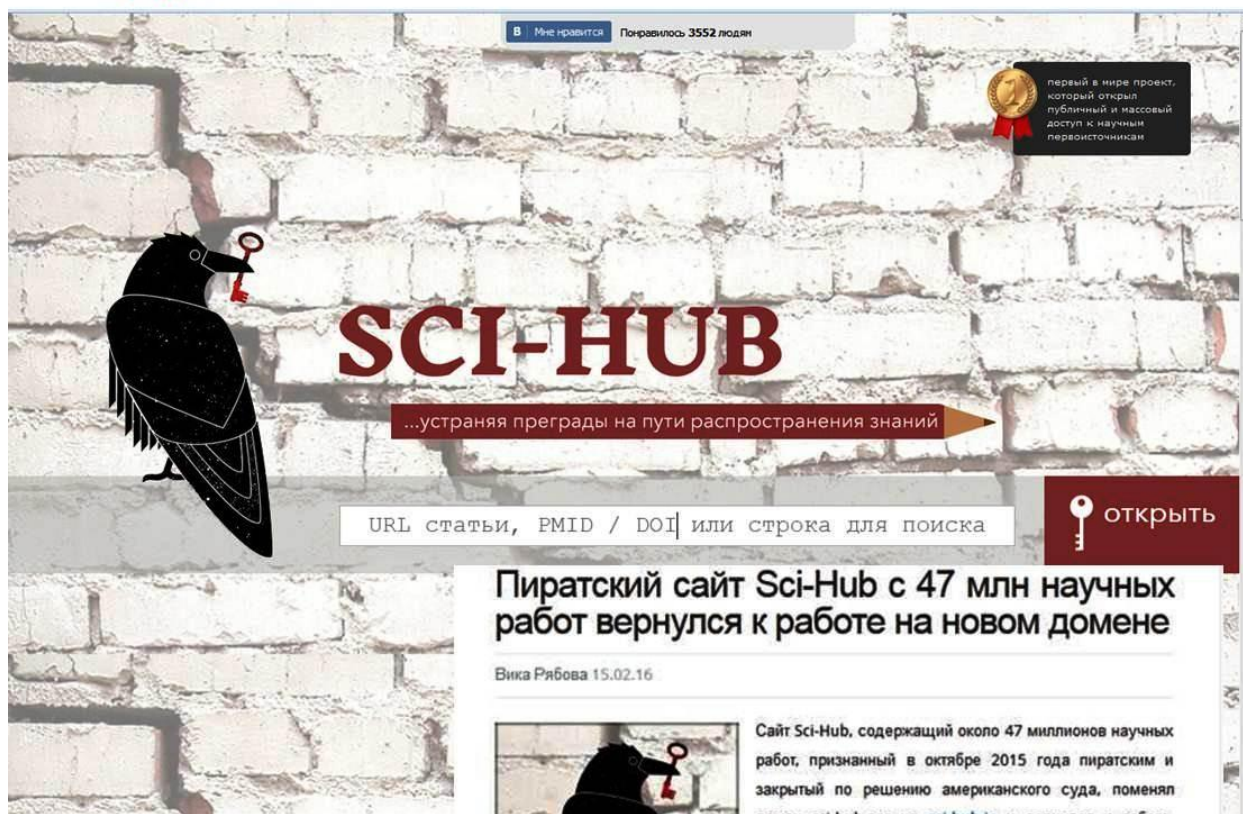 В Мне нравится Понравилось 3552 людям
первый в мире проект,
который открыл
публичный и массовый
доступ к научным
первоисточникам
SCI-HUB
...устраняя преграды на пути распространения знаний
URL статьи, PMID / DOI или строка для поиска
открыть
Пиратский сайт Sci-Hub с 47 млн научных
работ вернулся к работе на новом домене
Вика Рябова 15.02.16
Сайт Sci-Hub, содержащий около 47 миллионов научных
работ, признанный в октябре 2015 года пиратским и
закрытый по решению американского суда, поменял